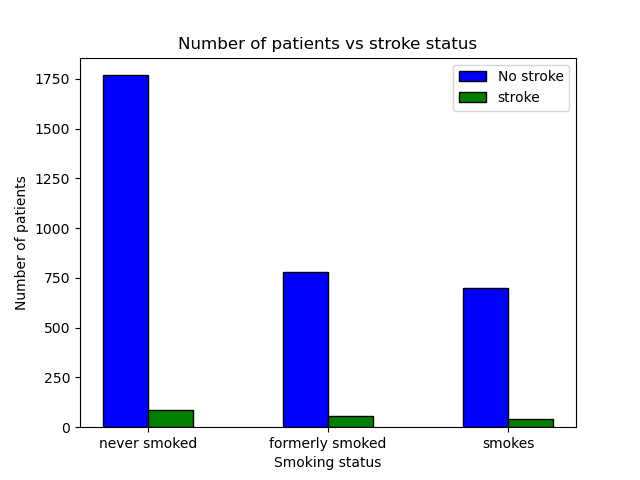 Number of patients vs stroke status
No stroke
stroke
Number of patients
1750
1500
1250
1000
750
500
250
0
never smoked formerly smoked smokes
Smoking status